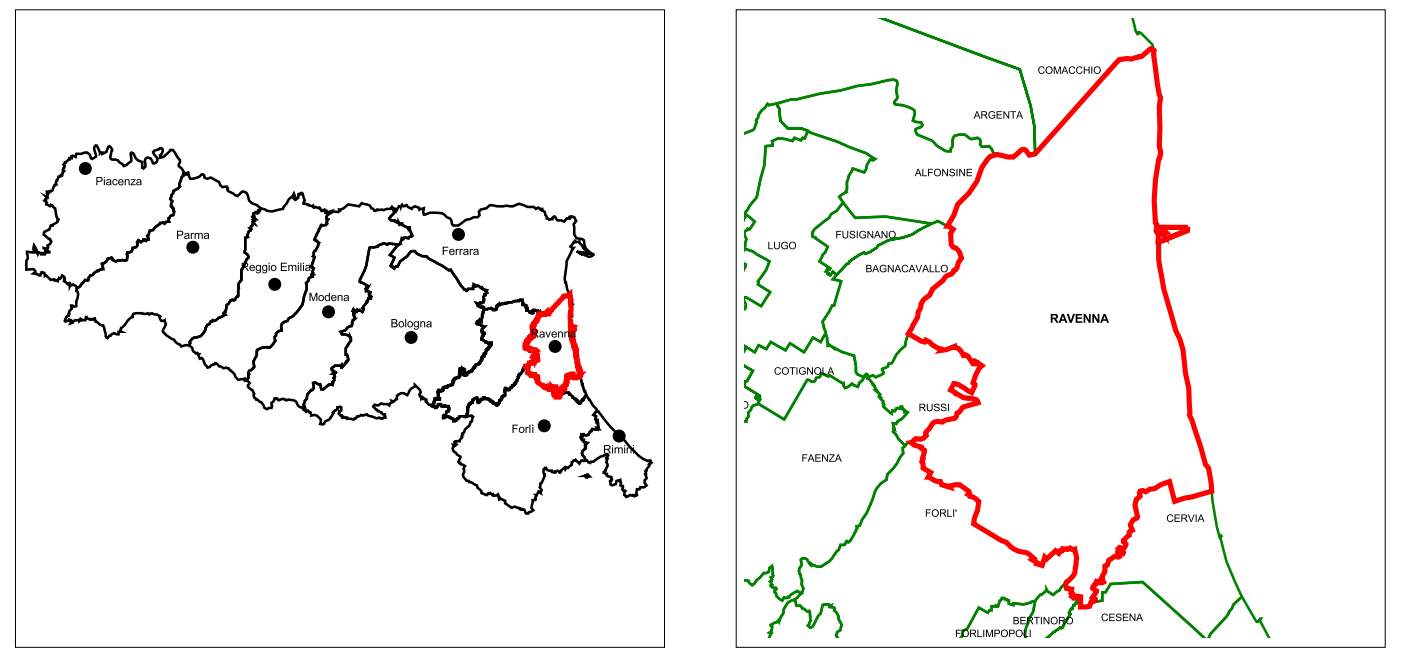 Piacenza
Parma
Ferrara
Reggio Emilia
Modena
Bologna
Ravenna
Forlì
Rimini
COMACCHIO
ARGENTA
ALFONSINE
FUSIGNANO
LUGO
BAGNACAVALLO
RAVENNA
COTIGNOLA
RUSSI
FAENZA
FORLI'
CERVIA
CESENA
BERTINORO
FORLIMPOPOLI